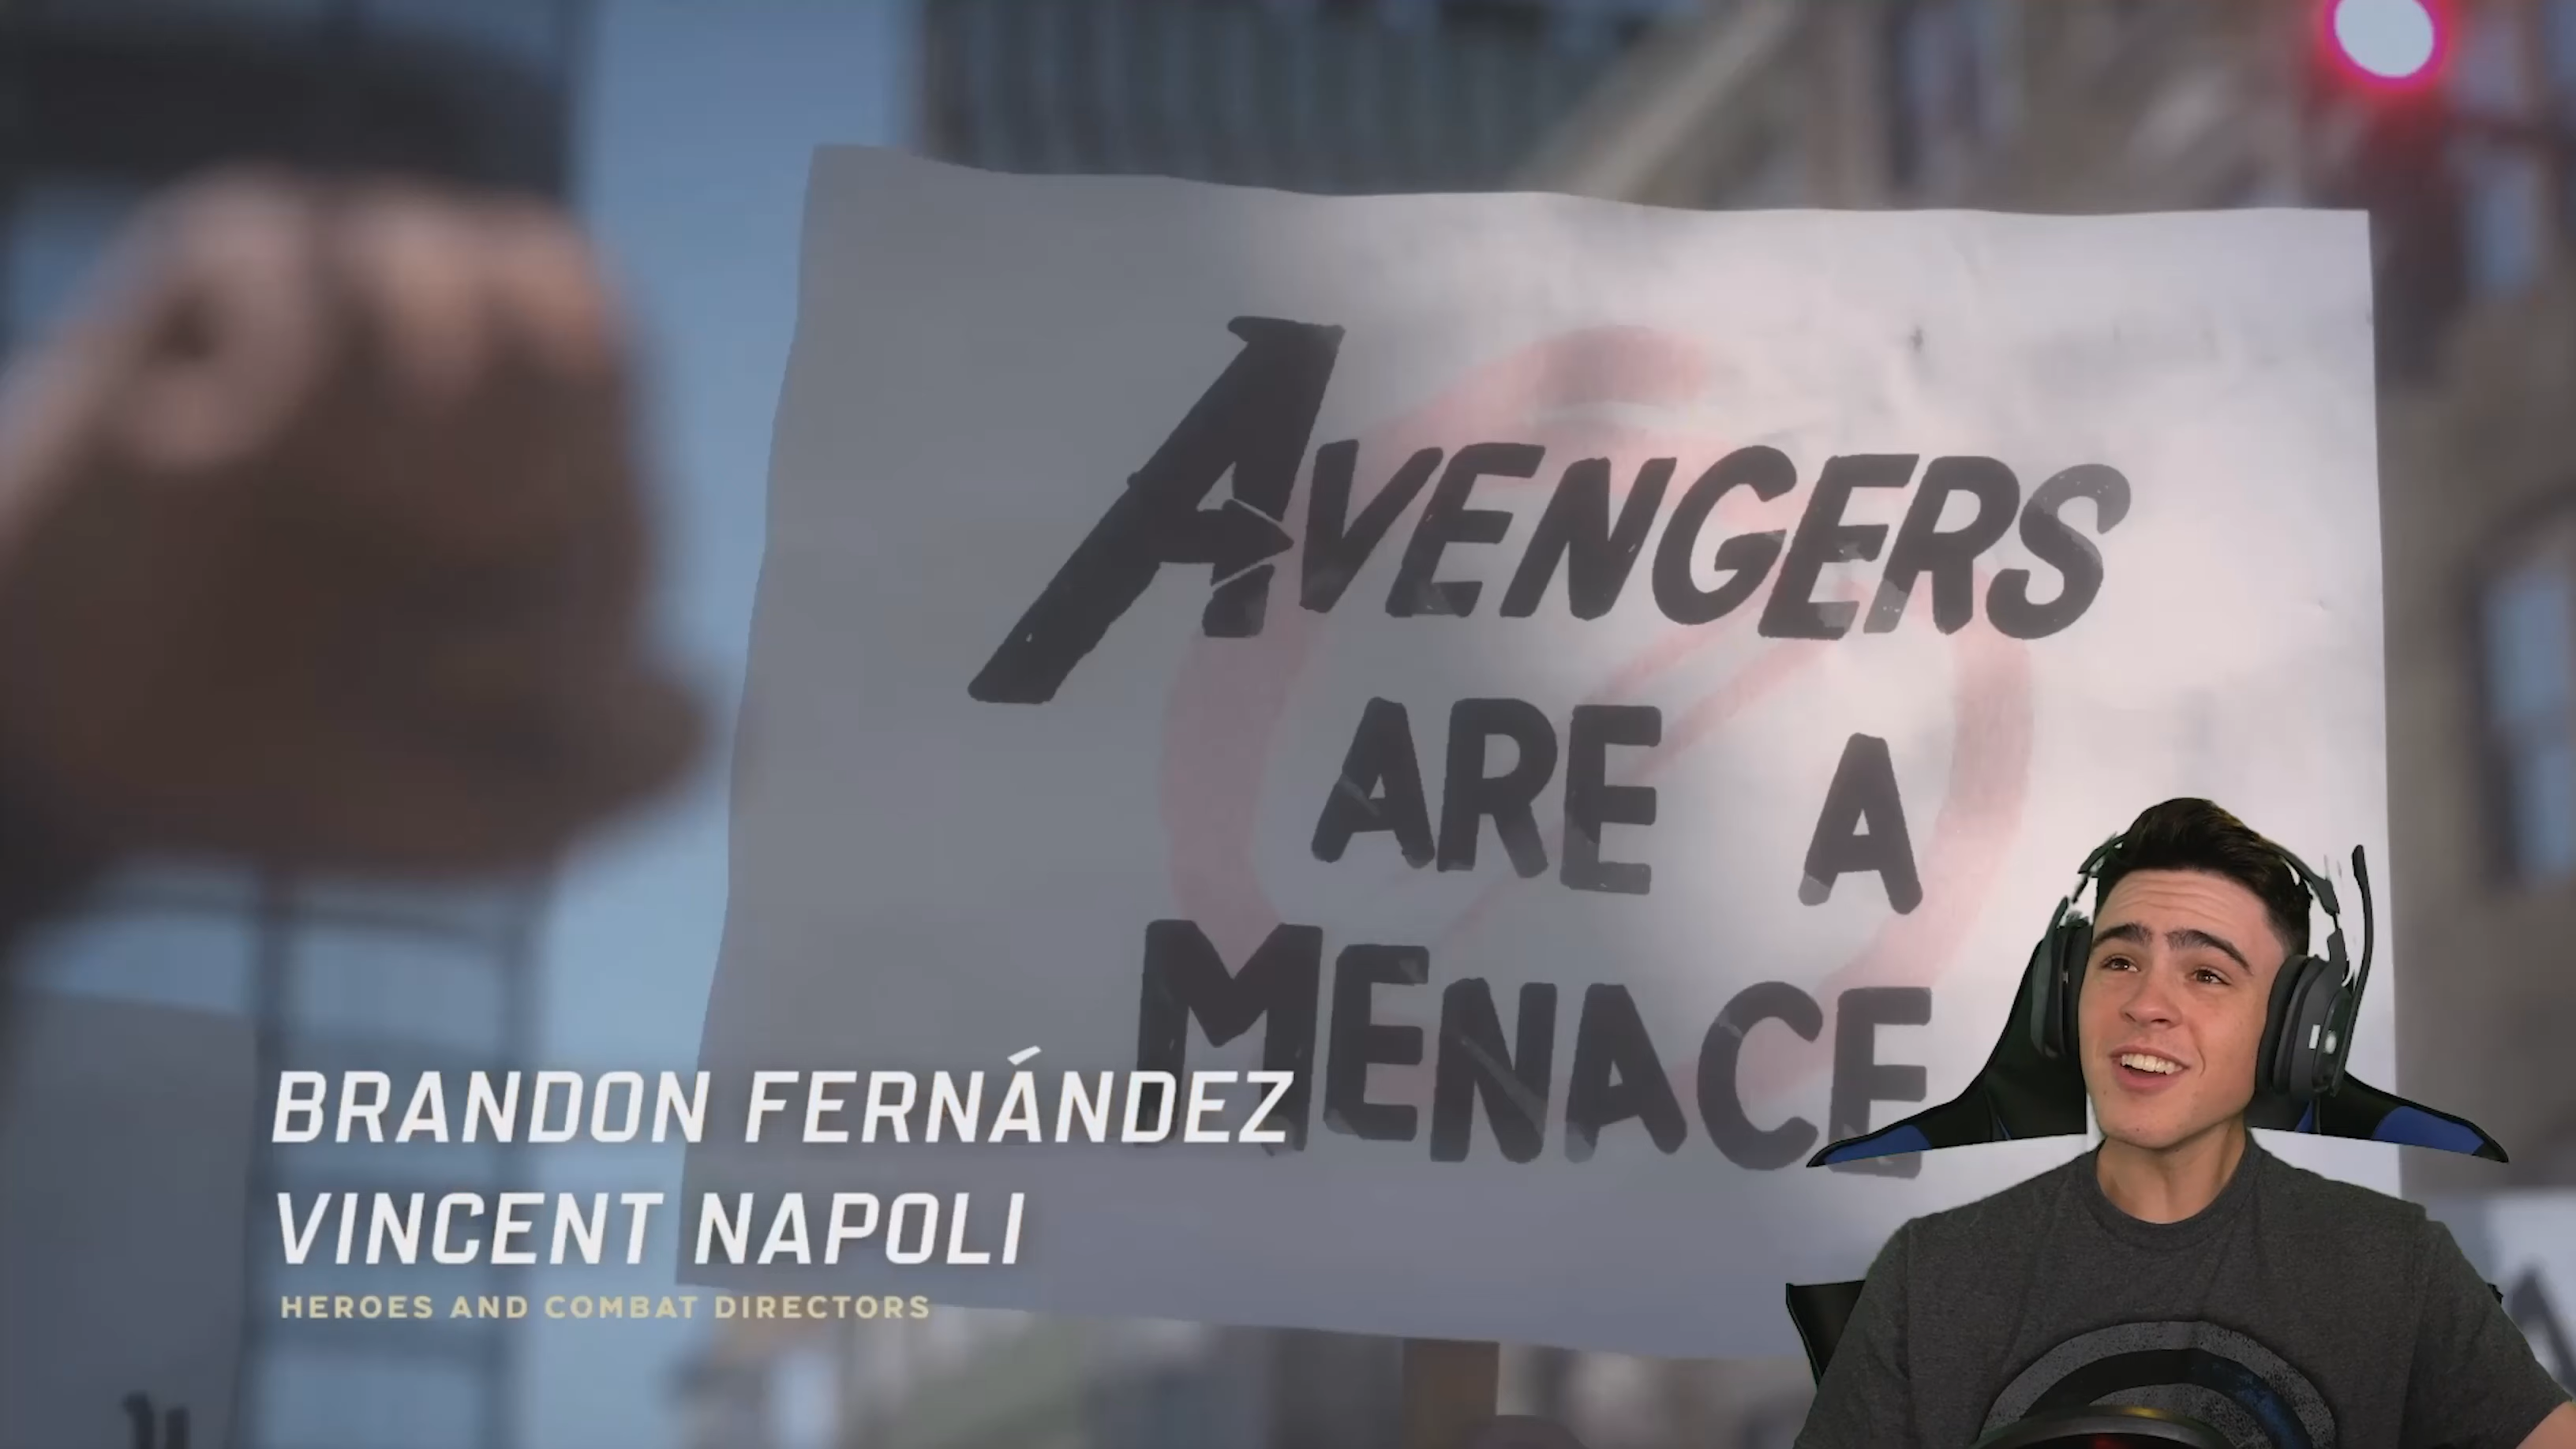 AVENGERS
ARE A
MENACE
BRANDON FERNÁNDEZ
VINCENT NAPOLI
HEROES AND COMBAT DIRECTORS